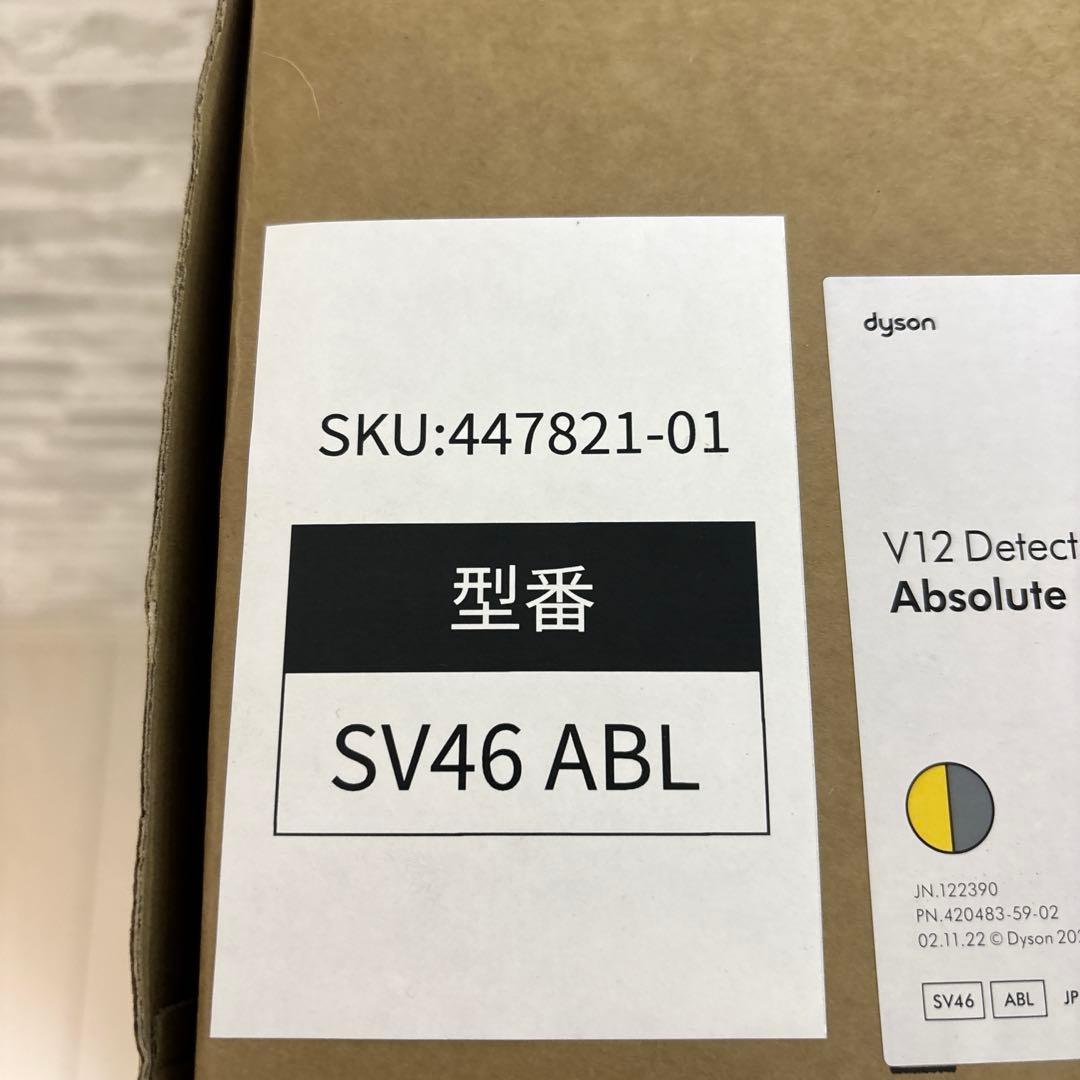 SKU:447821-01
型番
SV46 ABL
dyson
V12 Detect
Absolute
JN.122390
PN.420483-59-02
02.11.22 © Dyson 202
SV46 ABL JP